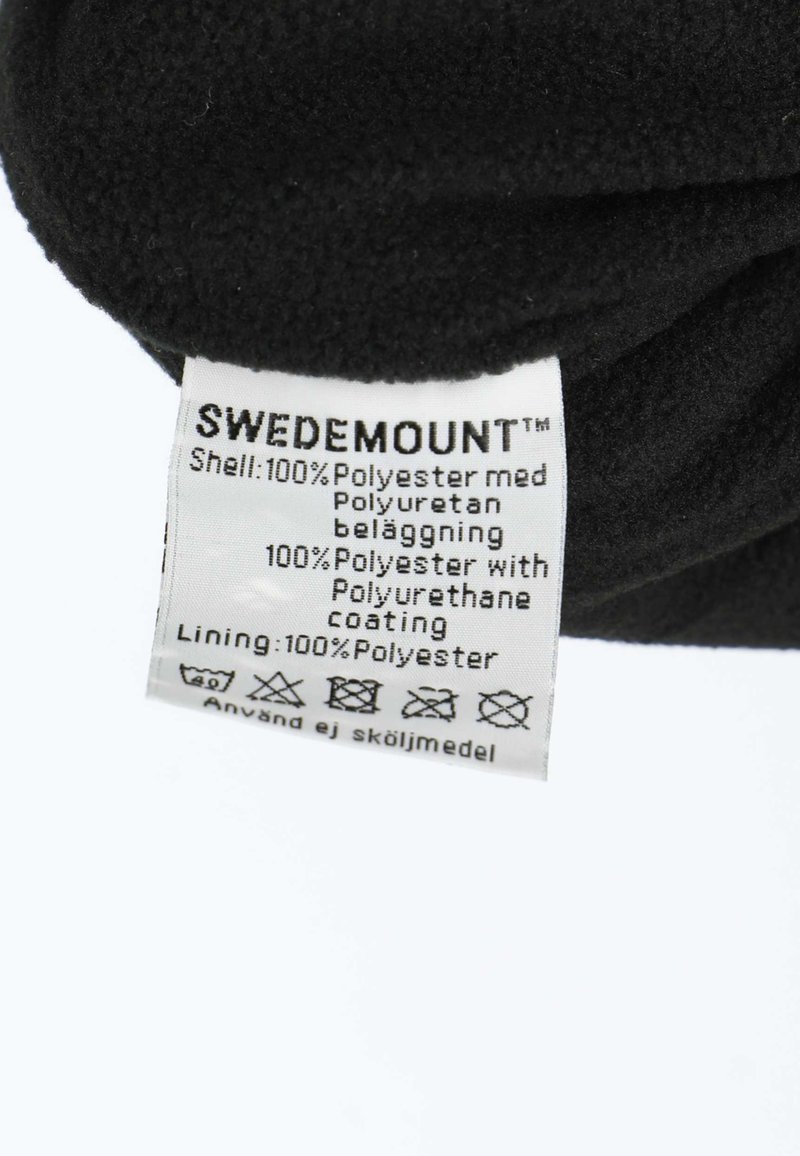 SWEDEMOUNT™
Shell:100%Polyester med
Polyuretan
beläggning
100%Polyester with
Polyurethane
coating
Lining:100%Polyester
40
Använd ej sköljmedel